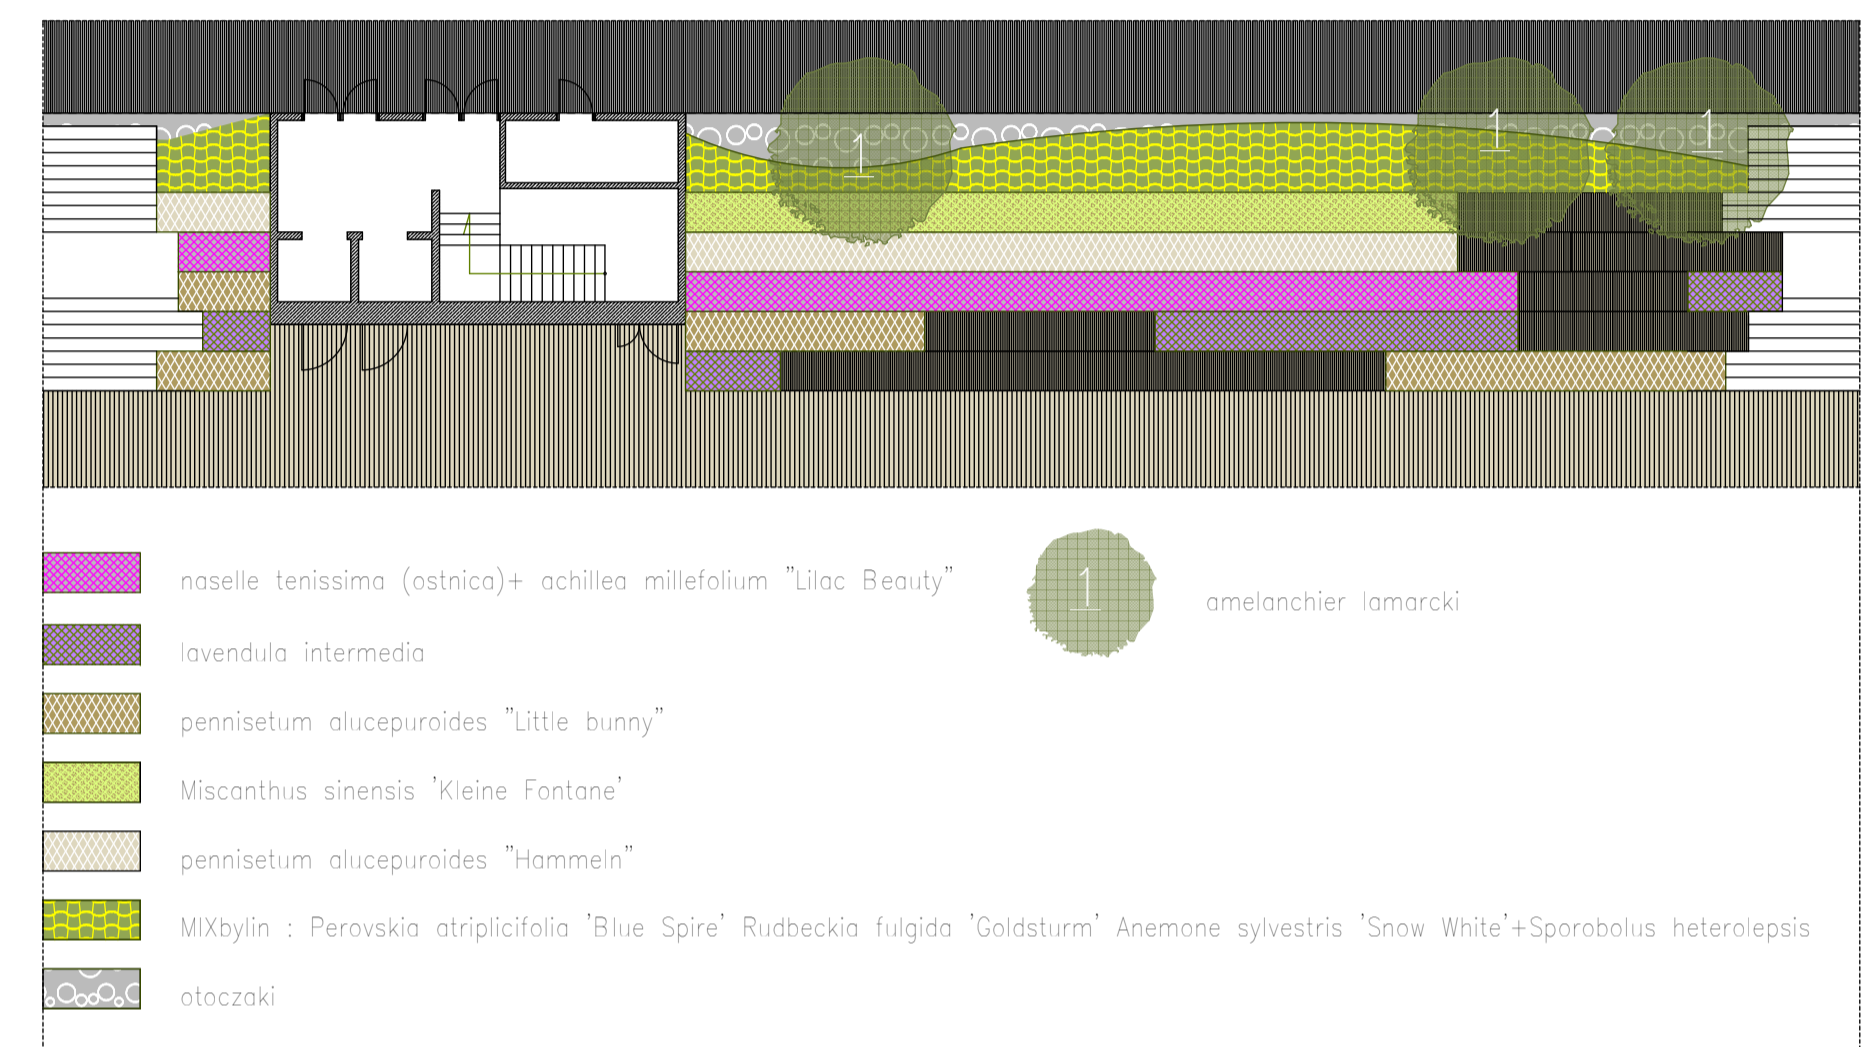 1
1
1
naselle tenissima (ostnica)+ achillea millefolium "Lilac Beauty"
1
amelanchier lamarcki
lavendula intermedia
pennisetum alucepuroides "Little bunny"
Miscanthus sinensis 'Kleine Fontane'
pennisetum alucepuroides "Hammeln"
MIXbylin : Perovskia atriplicifolia 'Blue Spire' Rudbeckia fulgida 'Goldsturm' Anemone sylvestris 'Snow White'+Sporobolus heterolepsis
otoczaki